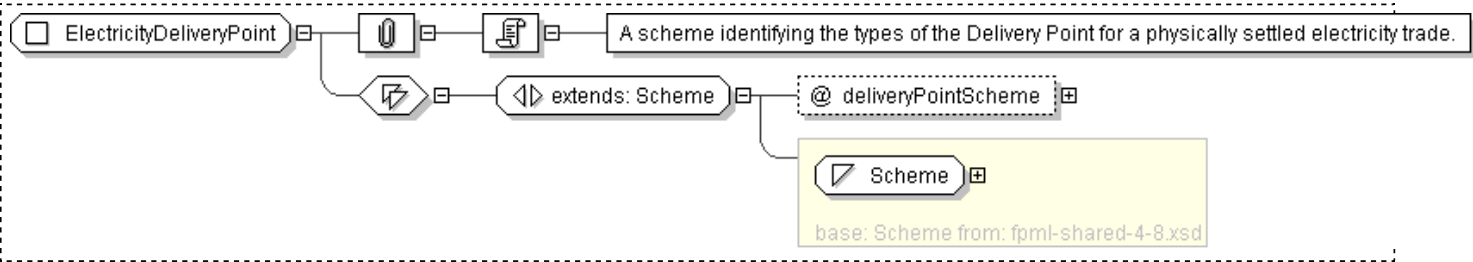 ElectricityDeliveryPoint
A scheme identifying the types of the Delivery Point for a physically settled electricity trade.
extends: Scheme
@ deliveryPointScheme
Scheme
base: Scheme from: fpml-shared-4-8.xsd